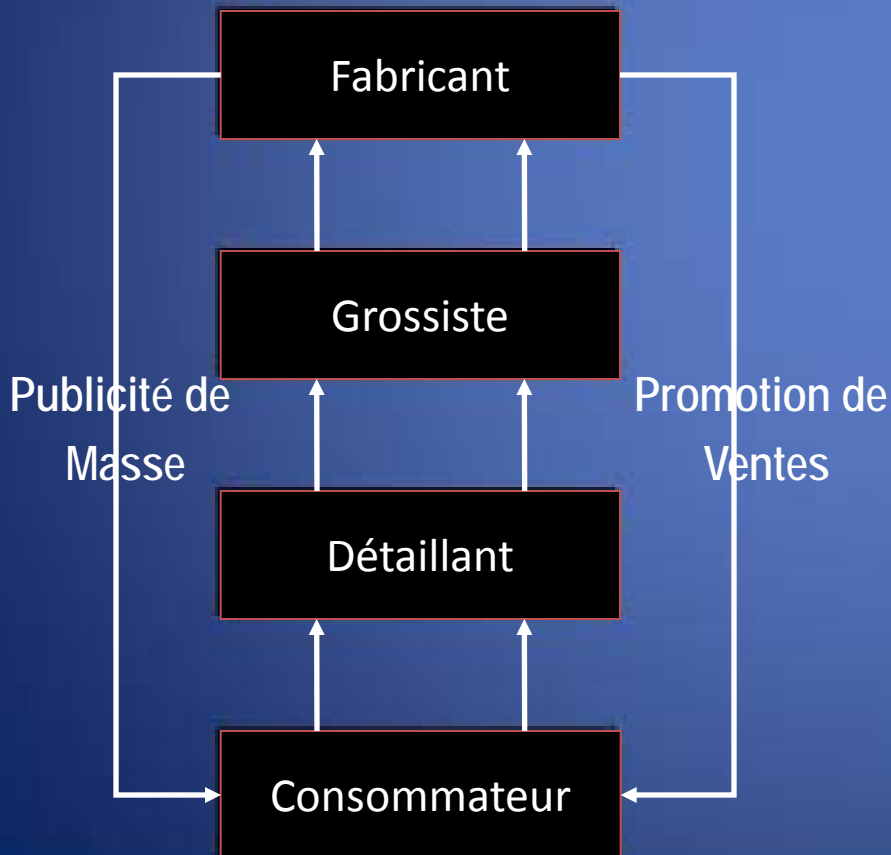 Fabricant
Grossiste
Publicité de
Masse
Promotion de
Ventes
Détaillant
Consommateur